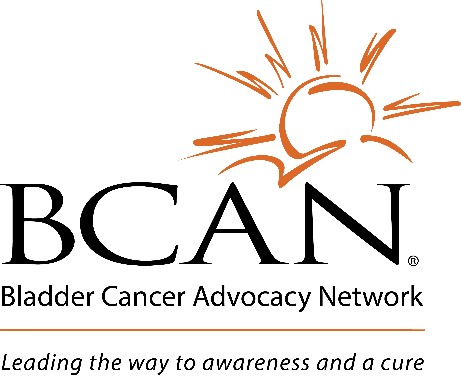 BCAN®
Bladder Cancer Advocacy Network
Leading the way to awareness and a cure